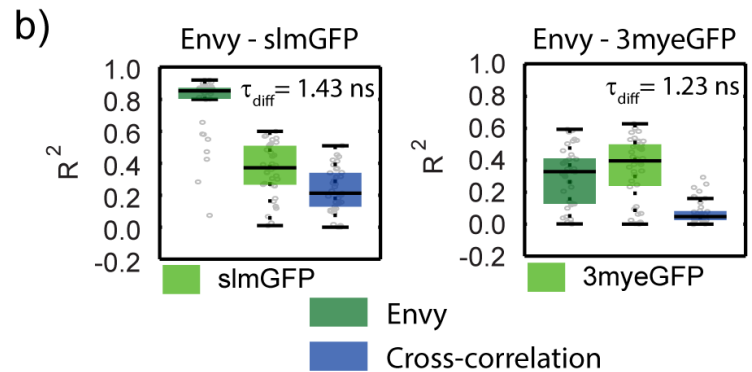 b)
Envy - slmGFP
τdiff= 1.43 ns
R²
1.0
0.8
0.6
0.4
0.2
0.0
-0.2
slmGFP
Envy - 3myeGFP
τdiff= 1.23 ns
R²
1.0
0.8
0.6
0.4
0.2
0.0
-0.2
3myeGFP
Envy
Cross-correlation